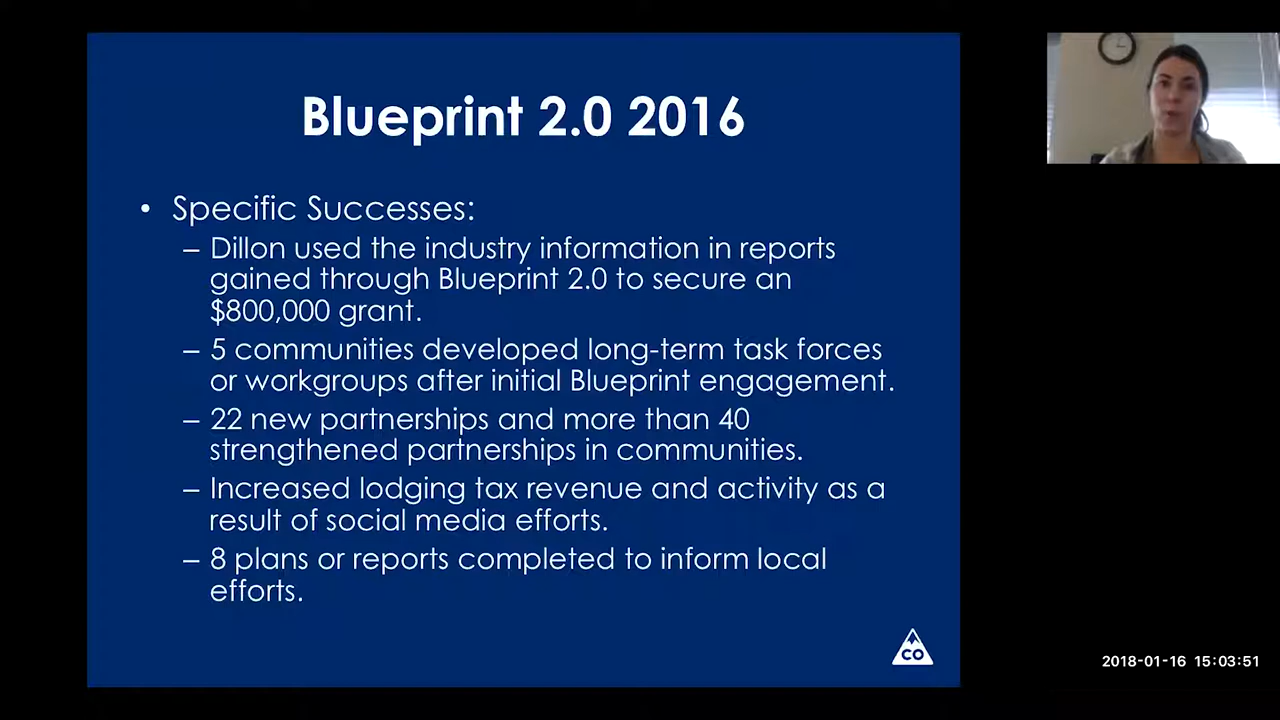 Blueprint 2.0 2016
• Specific Successes:
– Dillon used the industry information in reports
gained through Blueprint 2.0 to secure an
$800,000 grant.
– 5 communities developed long-term task forces
or workgroups after initial Blueprint engagement.
– 22 new partnerships and more than 40
strengthened partnerships in communities.
– Increased lodging tax revenue and activity as a
result of social media efforts.
– 8 plans or reports completed to inform local
efforts.
CO
2018-01-16 15:03:51